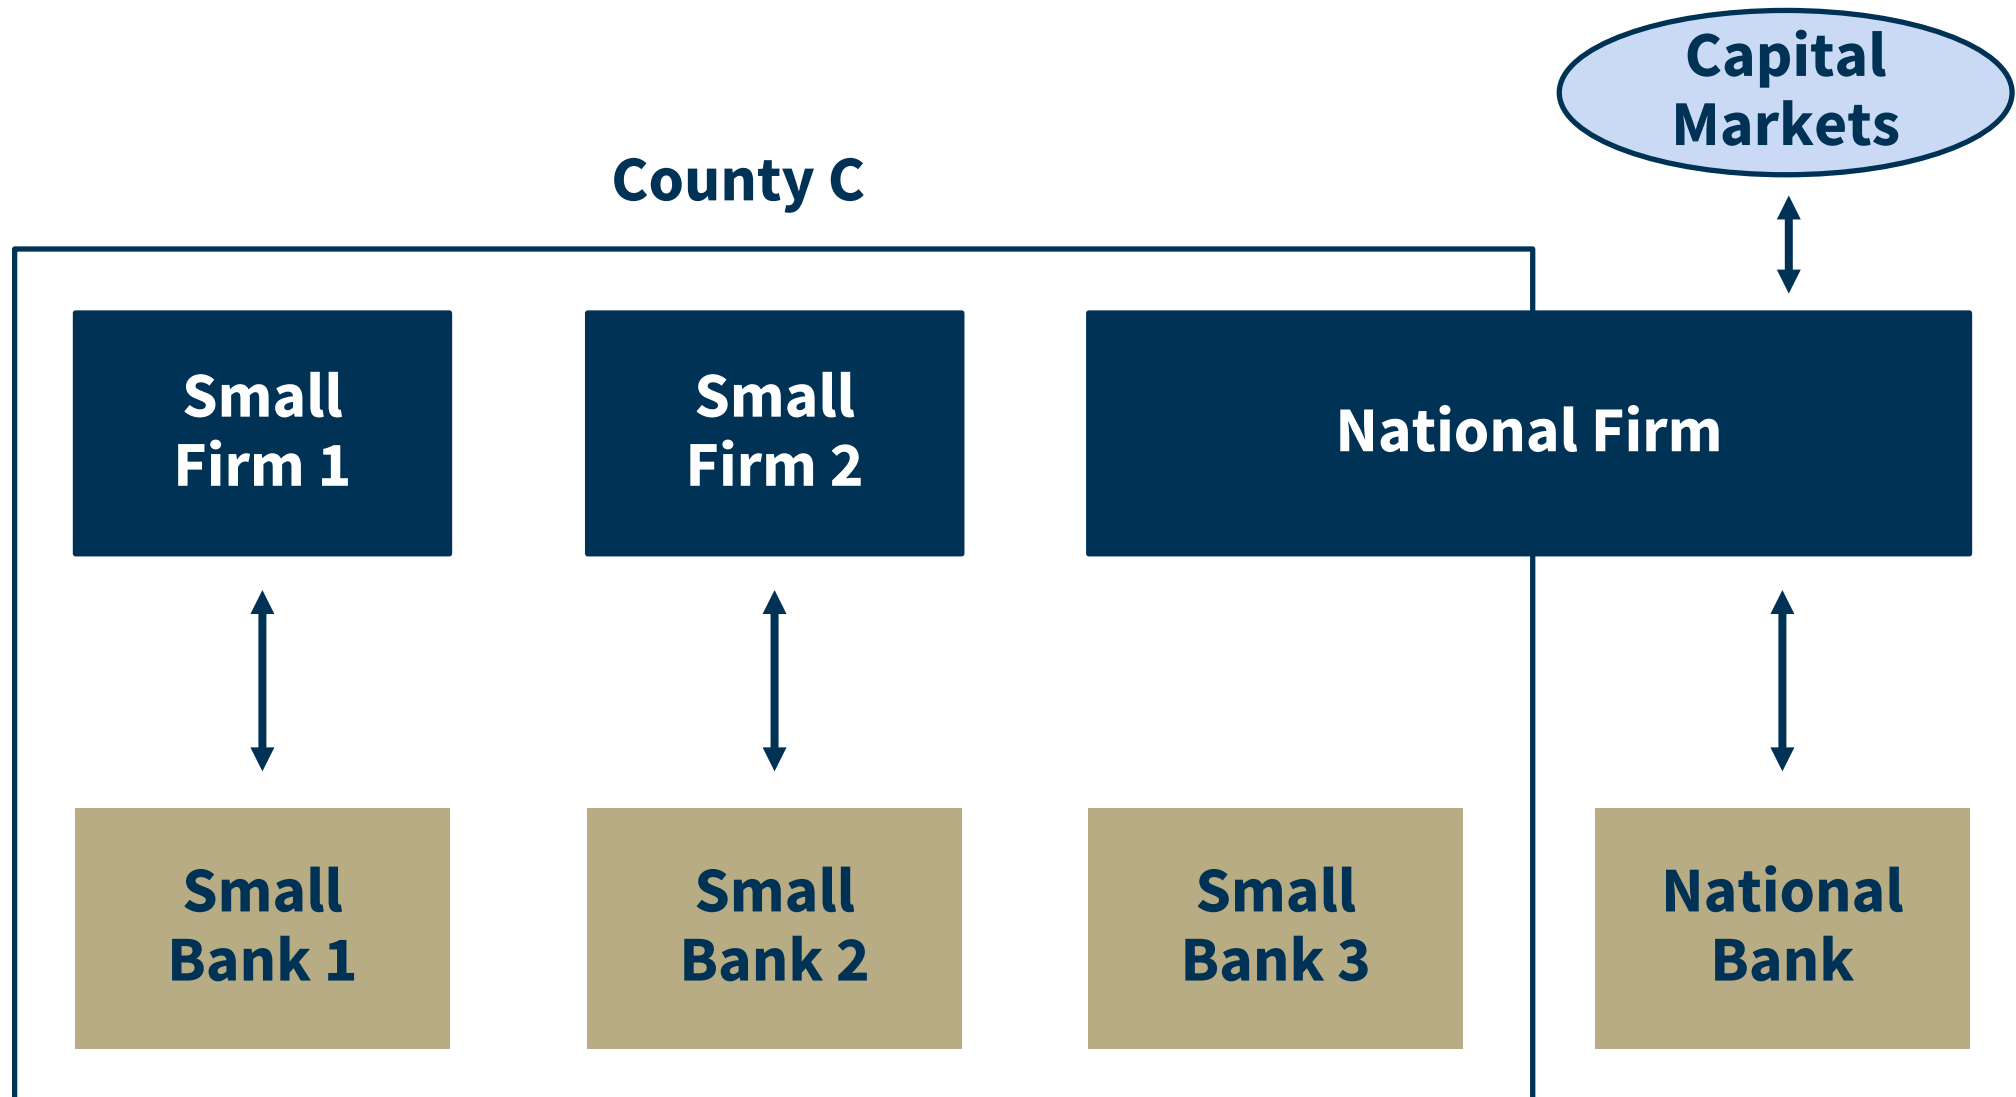 Capital
Markets
County C
Small
Firm 1
Small
Firm 2
National Firm
Small
Bank 1
Small
Bank 2
Small
Bank 3
National
Bank